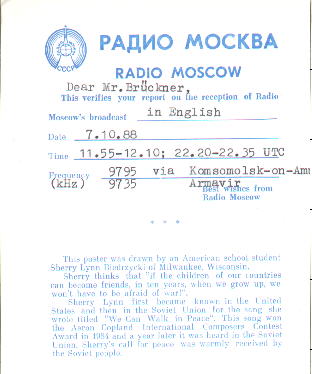 СССР
РАДИО МОСКВА
RADIO MOSCOW
Dear Mr.Brückner,
This verifies your report on the reception of Radio
Moscow's broadcast in English
Date 7.10.88
Time 11.55-12.10; 22.20-22.35 UTC
Frequency 9795 via Komsomolsk-on-Am
(kHz) 9735 Armavir
Best wishes from
Radio Moscow
This poster was drawn by an American school student
Sherry Lynn Biedrzycki of Milwaukee, Wisconsin.
Sherry thinks that "if the children of our countries
can become friends, in ten years, when we grow up, we
won't have to be afraid of war!".
Sherry Lynn first became known in the United
States and then in the Soviet Union for the song she
wrote titled "We Can Walk in Peace". This song won
the Aaron Copland International Composers Contest
Award in 1984 and a year later it was heard in the Soviet
Union. Sherry's call for peace was warmly received by
the Soviet people.